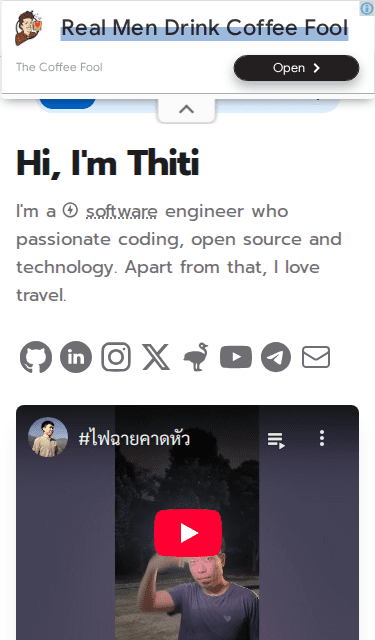 Real Men Drink Coffee Fool
The Coffee Fool
Open
Hi, I'm Thiti
I'm a software engineer who
passionate coding, open source and
technology. Apart from that, I love
travel.
#ไฟฉายคาดหัว